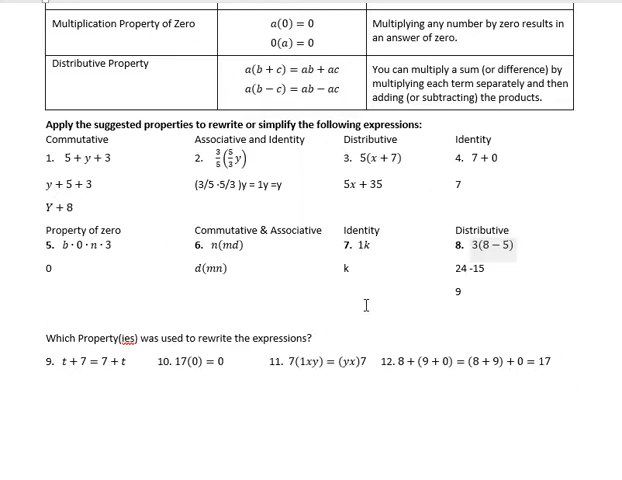 Multiplication Property of Zero
a(0) = 0
0(a) = 0
Multiplying any number by zero results in
an answer of zero.
Distributive Property
a(b + c) = ab + ac
a(b − c) = ab − ac
You can multiply a sum (or difference) by
multiplying each term separately and then
adding (or subtracting) the products.
Apply the suggested properties to rewrite or simplify the following expressions:
Commutative Associative and Identity Distributive Identity
1. 5 + y + 3 2. 3/5 (5/3 y) 3. 5(x + 7) 4. 7 + 0
y + 5 + 3 (3/5 ·5/3 )y = 1y =y 5x + 35 7
Y + 8
Property of zero Commutative & Associative Identity Distributive
5. b · 0 · n · 3 6. n(md) 7. 1k 8. 3(8 − 5)
0 d(mn) k 24 -15
9
Which Property(ies) was used to rewrite the expressions?
9. t + 7 = 7 + t 10. 17(0) = 0 11. 7(1xy) = (yx)7 12. 8 + (9 + 0) = (8 + 9) + 0 = 17